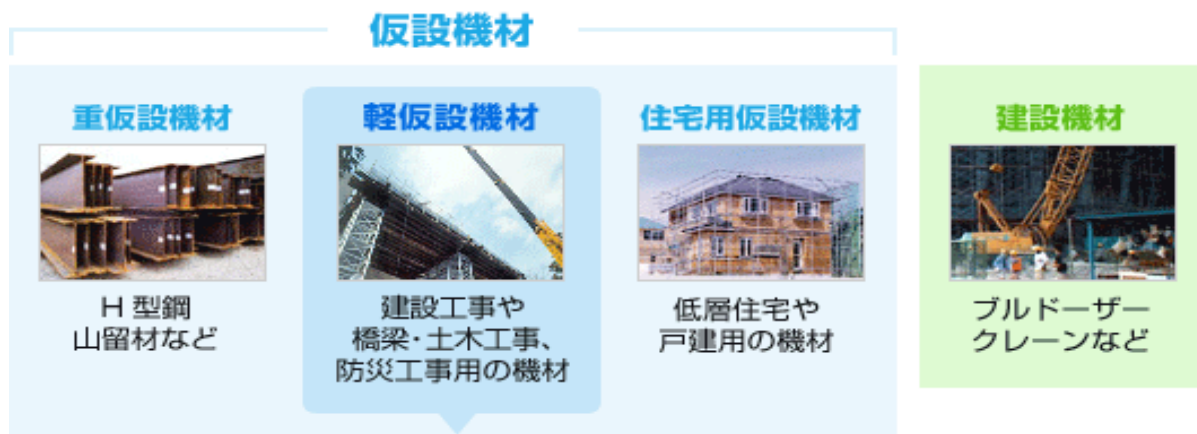 仮設機材
重仮設機材
H型鋼
山留材など
軽仮設機材
建設工事や
橋梁・土木工事、
防災工事用の機材
住宅用仮設機材
低層住宅や
戸建用の機材
建設機材
ブルドーザー
クレーンなど